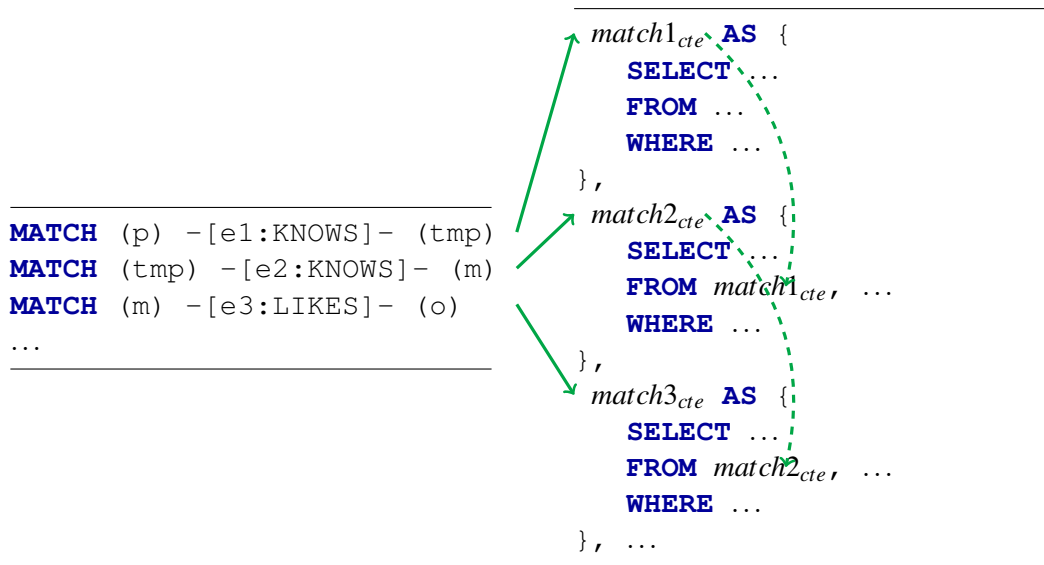 MATCH (p) -[e1:KNOWS]- (tmp)
MATCH (tmp) -[e2:KNOWS]- (m)
MATCH (m) -[e3:LIKES]- (o)
...
match1cte AS {
SELECT ...
FROM ...
WHERE ...
},
match2cte AS {
SELECT ...
FROM match1cte, ...
WHERE ...
},
match3cte AS {
SELECT ...
FROM match2cte, ...
WHERE ...
}, ...